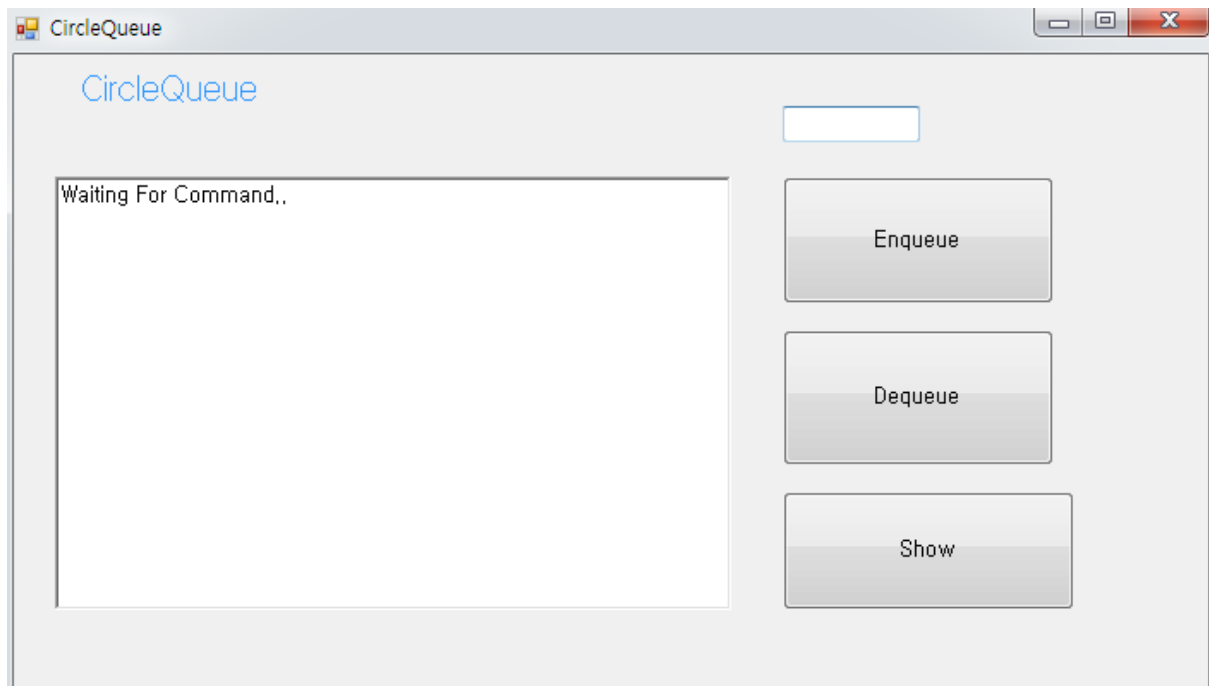 CircleQueue
CircleQueue
Waiting For Command,,
Enqueue
Dequeue
Show